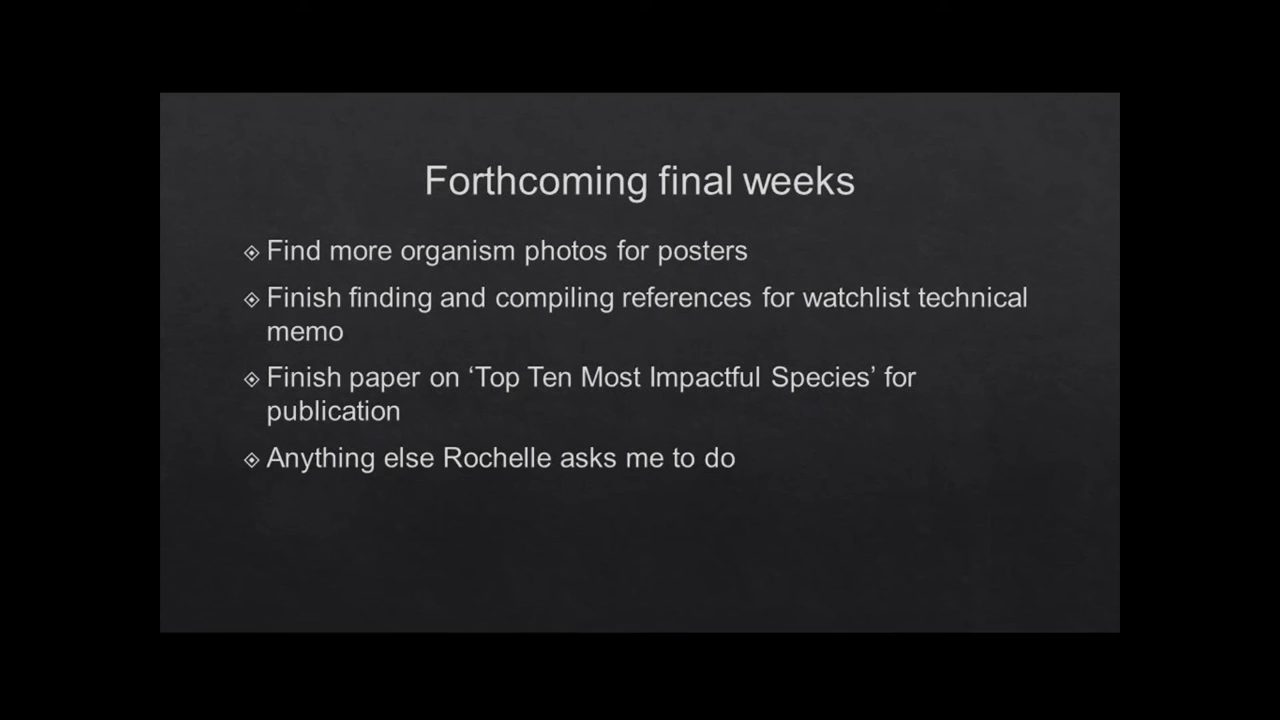 Forthcoming final weeks
Find more organism photos for posters
Finish finding and compiling references for watchlist technical
memo
Finish paper on ‘Top Ten Most Impactful Species’ for
publication
Anything else Rochelle asks me to do